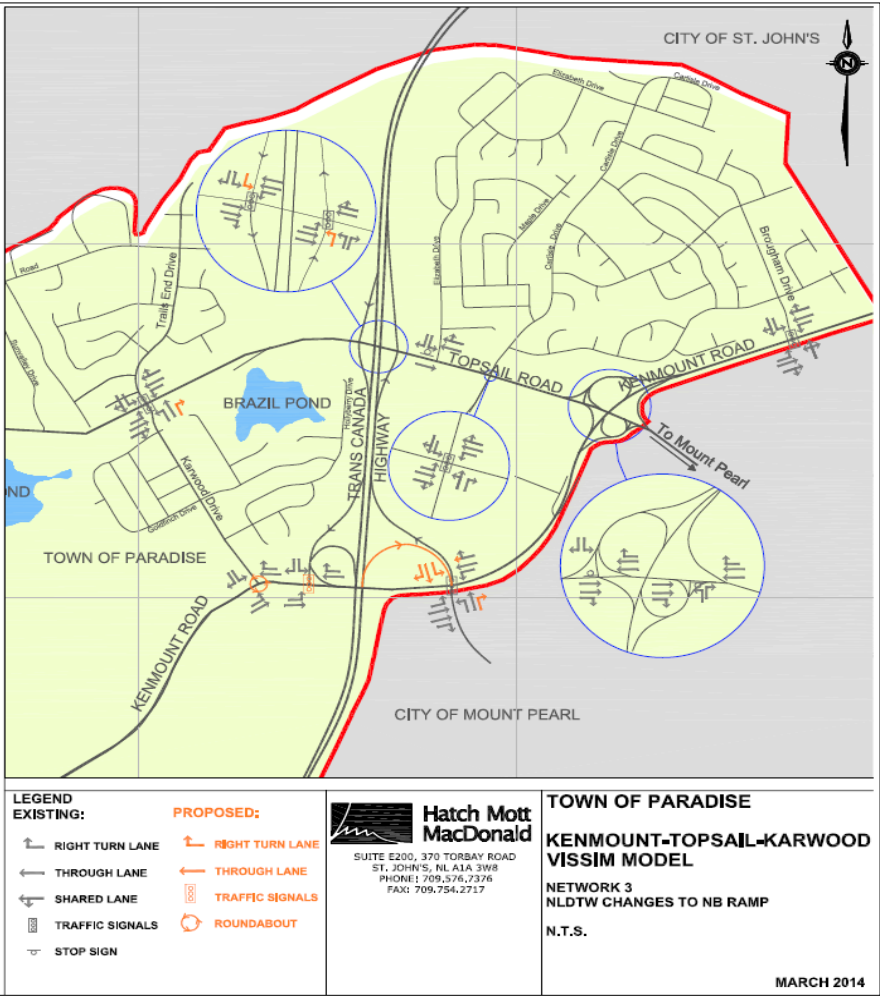 CITY OF ST. JOHN'S
N
Elizabeth Drive
Carlisle Drive
Carlisle Drive
Maple Drive
Elizabeth Drive
Carlisle Drive
Brougham Drive
Road
Trails End Drive
Sunvalley Drive
TOPSAIL ROAD
KENMOUNT ROAD
BRAZIL POND
TRANS CANADA
HIGHWAY
To Mount Pearl
OND
Karwood Drive
Goldfinch Drive
TOWN OF PARADISE
KENMOUNT ROAD
CITY OF MOUNT PEARL
LEGEND
EXISTING:
RIGHT TURN LANE
THROUGH LANE
SHARED LANE
TRAFFIC SIGNALS
STOP SIGN
PROPOSED:
RIGHT TURN LANE
THROUGH LANE
TRAFFIC SIGNALS
ROUNDABOUT
Hatch Mott
MacDonald
SUITE E200, 370 TORBAY ROAD
ST. JOHN'S, NL A1A 3W8
PHONE: 709.576.7376
FAX: 709.754.2717
TOWN OF PARADISE
KENMOUNT-TOPSAIL-KARWOOD
VISSIM MODEL
NETWORK 3
NLDTW CHANGES TO NB RAMP
N.T.S.
MARCH 2014